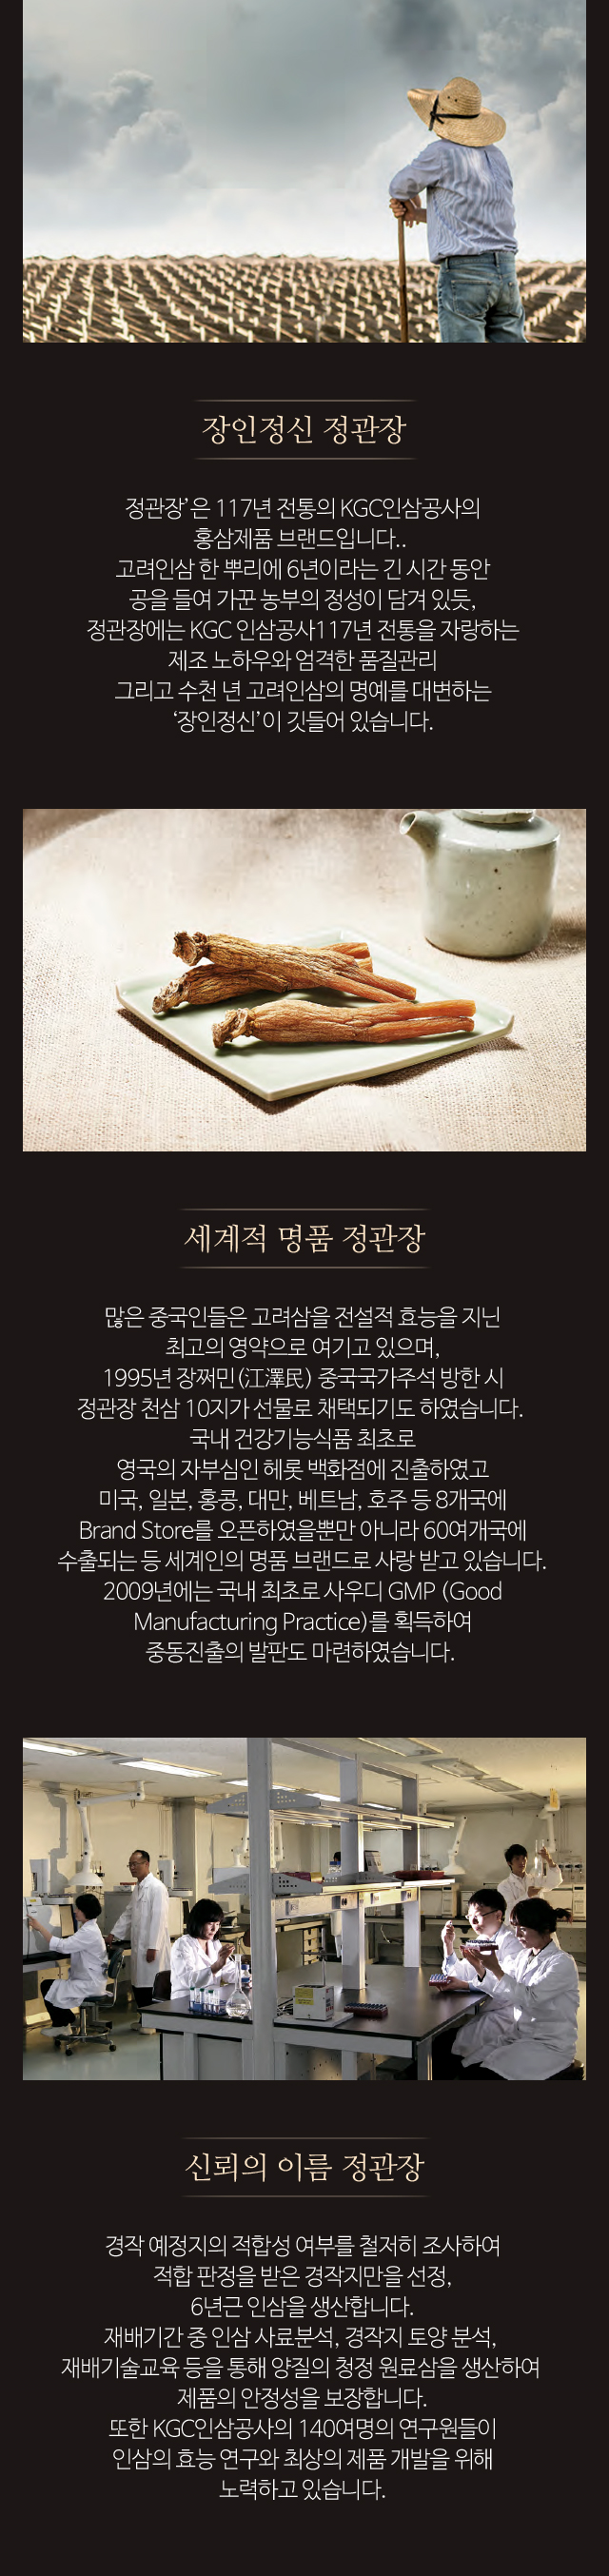 장인정신 정관장
정관장’은 117년 전통의 KGC인삼공사의
홍삼제품 브랜드입니다..
고려인삼 한 뿌리에 6년이라는 긴 시간 동안
공을 들여 가꾼 농부의 정성이 담겨 있듯,
정관장에는 KGC 인삼공사117년 전통을 자랑하는
제조 노하우와 엄격한 품질관리
그리고 수천 년 고려인삼의 명예를 대변하는
‘장인정신’이 깃들어 있습니다.
세계적 명품 정관장
많은 중국인들은 고려삼을 전설적 효능을 지닌
최고의 영약으로 여기고 있으며,
1995년 장쩌민(江澤民) 중국국가주석 방한 시
정관장 천삼 10지가 선물로 채택되기도 하였습니다.
국내 건강기능식품 최초로
영국의 자부심인 헤롯 백화점에 진출하였고
미국, 일본, 홍콩, 대만, 베트남, 호주 등 8개국에
Brand Store를 오픈하였을뿐만 아니라 60여개국에
수출되는 등 세계인의 명품 브랜드로 사랑 받고 있습니다.
2009년에는 국내 최초로 사우디 GMP (Good
Manufacturing Practice)를 획득하여
중동진출의 발판도 마련하였습니다.
신뢰의 이름 정관장
경작 예정지의 적합성 여부를 철저히 조사하여
적합 판정을 받은 경작지만을 선정,
6년근 인삼을 생산합니다.
재배기간 중 인삼 사료분석, 경작지 토양 분석,
재배기술교육 등을 통해 양질의 청정 원료삼을 생산하여
제품의 안정성을 보장합니다.
또한 KGC인삼공사의 140여명의 연구원들이
인삼의 효능 연구와 최상의 제품 개발을 위해
노력하고 있습니다.